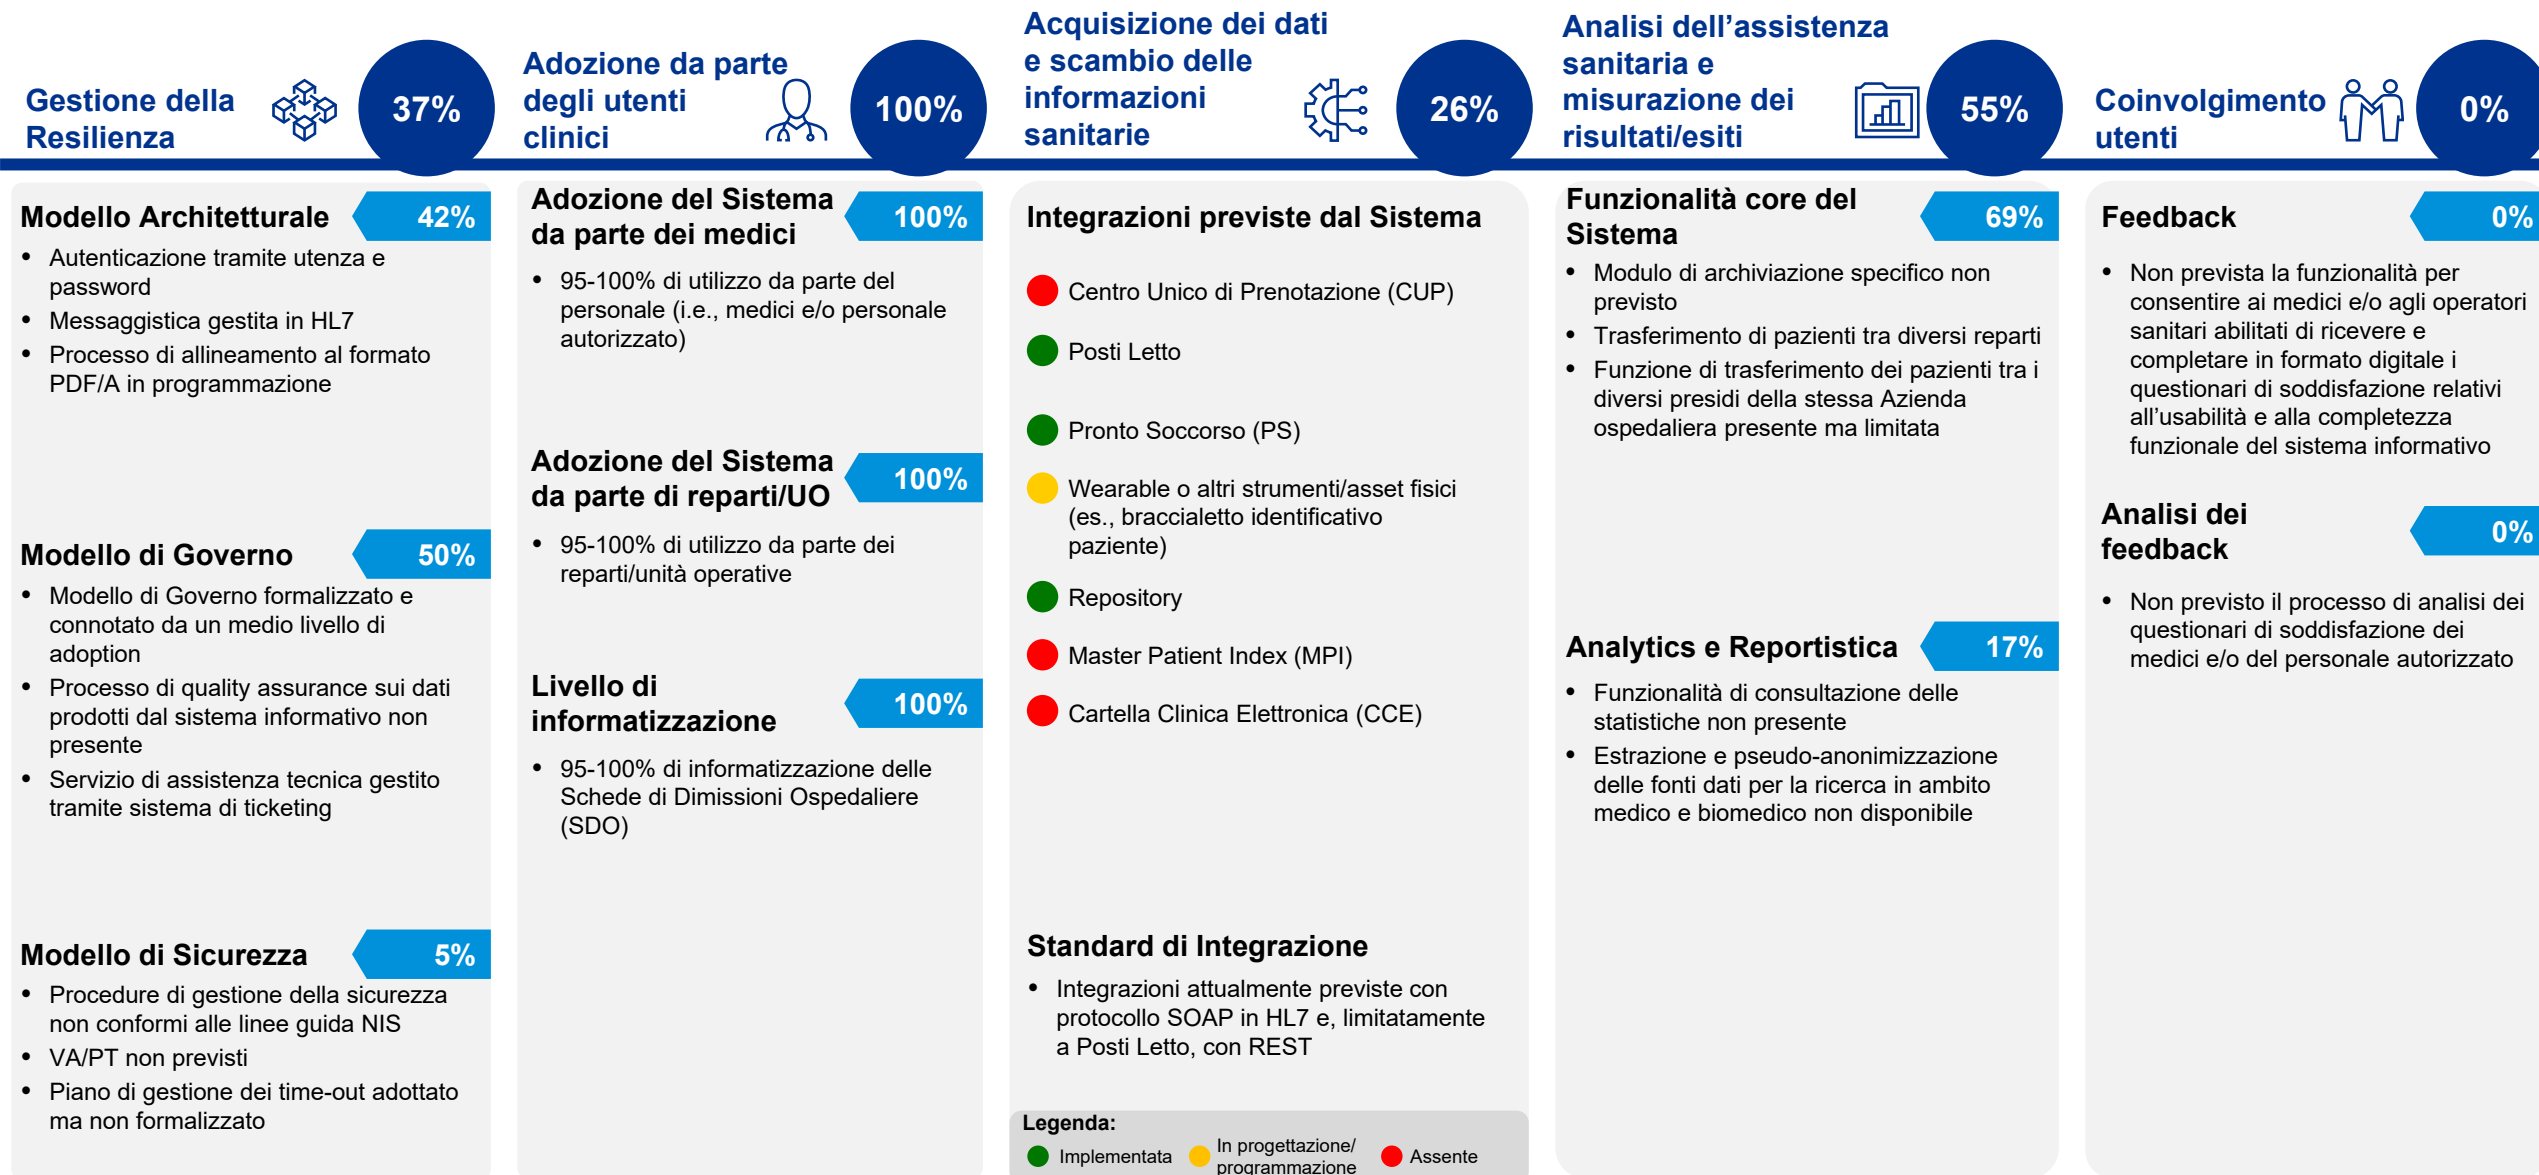 Gestione della
Resilienza
37%
Adozione da parte
degli utenti
clinici
100%
Acquisizione dei dati
e scambio delle
informazioni
sanitarie
26%
Analisi dell’assistenza
sanitaria e
misurazione dei
risultati/esiti
55%
Coinvolgimento
utenti
0%
Modello Architetturale
42%
• Autenticazione tramite utenza e
password
• Messaggistica gestita in HL7
• Processo di allineamento al formato
PDF/A in programmazione
Modello di Governo
50%
• Modello di Governo formalizzato e
connotato da un medio livello di
adoption
• Processo di quality assurance sui dati
prodotti dal sistema informativo non
presente
• Servizio di assistenza tecnica gestito
tramite sistema di ticketing
Modello di Sicurezza
5%
• Procedure di gestione della sicurezza
non conformi alle linee guida NIS
• VA/PT non previsti
• Piano di gestione dei time-out adottato
ma non formalizzato
Adozione del Sistema
da parte dei medici
100%
• 95-100% di utilizzo da parte del
personale (i.e., medici e/o personale
autorizzato)
Adozione del Sistema
da parte di reparti/UO
100%
• 95-100% di utilizzo da parte dei
reparti/unità operative
Livello di
informatizzazione
100%
• 95-100% di informatizzazione delle
Schede di Dimissioni Ospedaliere
(SDO)
Integrazioni previste dal Sistema
Centro Unico di Prenotazione (CUP)
Posti Letto
Pronto Soccorso (PS)
Wearable o altri strumenti/asset fisici
(es., braccialetto identificativo
paziente)
Repository
Master Patient Index (MPI)
Cartella Clinica Elettronica (CCE)
Standard di Integrazione
• Integrazioni attualmente previste con
protocollo SOAP in HL7 e, limitatamente
a Posti Letto, con REST
Legenda:
Implementata
In progettazione/
programmazione
Assente
Funzionalità core del
Sistema
69%
• Modulo di archiviazione specifico non
previsto
• Trasferimento di pazienti tra diversi reparti
• Funzione di trasferimento dei pazienti tra i
diversi presidi della stessa Azienda
ospedaliera presente ma limitata
Analytics e Reportistica
17%
• Funzionalità di consultazione delle
statistiche non presente
• Estrazione e pseudo-anonimizzazione
delle fonti dati per la ricerca in ambito
medico e biomedico non disponibile
Feedback
0%
• Non prevista la funzionalità per
consentire ai medici e/o agli operatori
sanitari abilitati di ricevere e
completare in formato digitale i
questionari di soddisfazione relativi
all’usabilità e alla completezza
funzionale del sistema informativo
Analisi dei
feedback
0%
• Non previsto il processo di analisi dei
questionari di soddisfazione dei
medici e/o del personale autorizzato